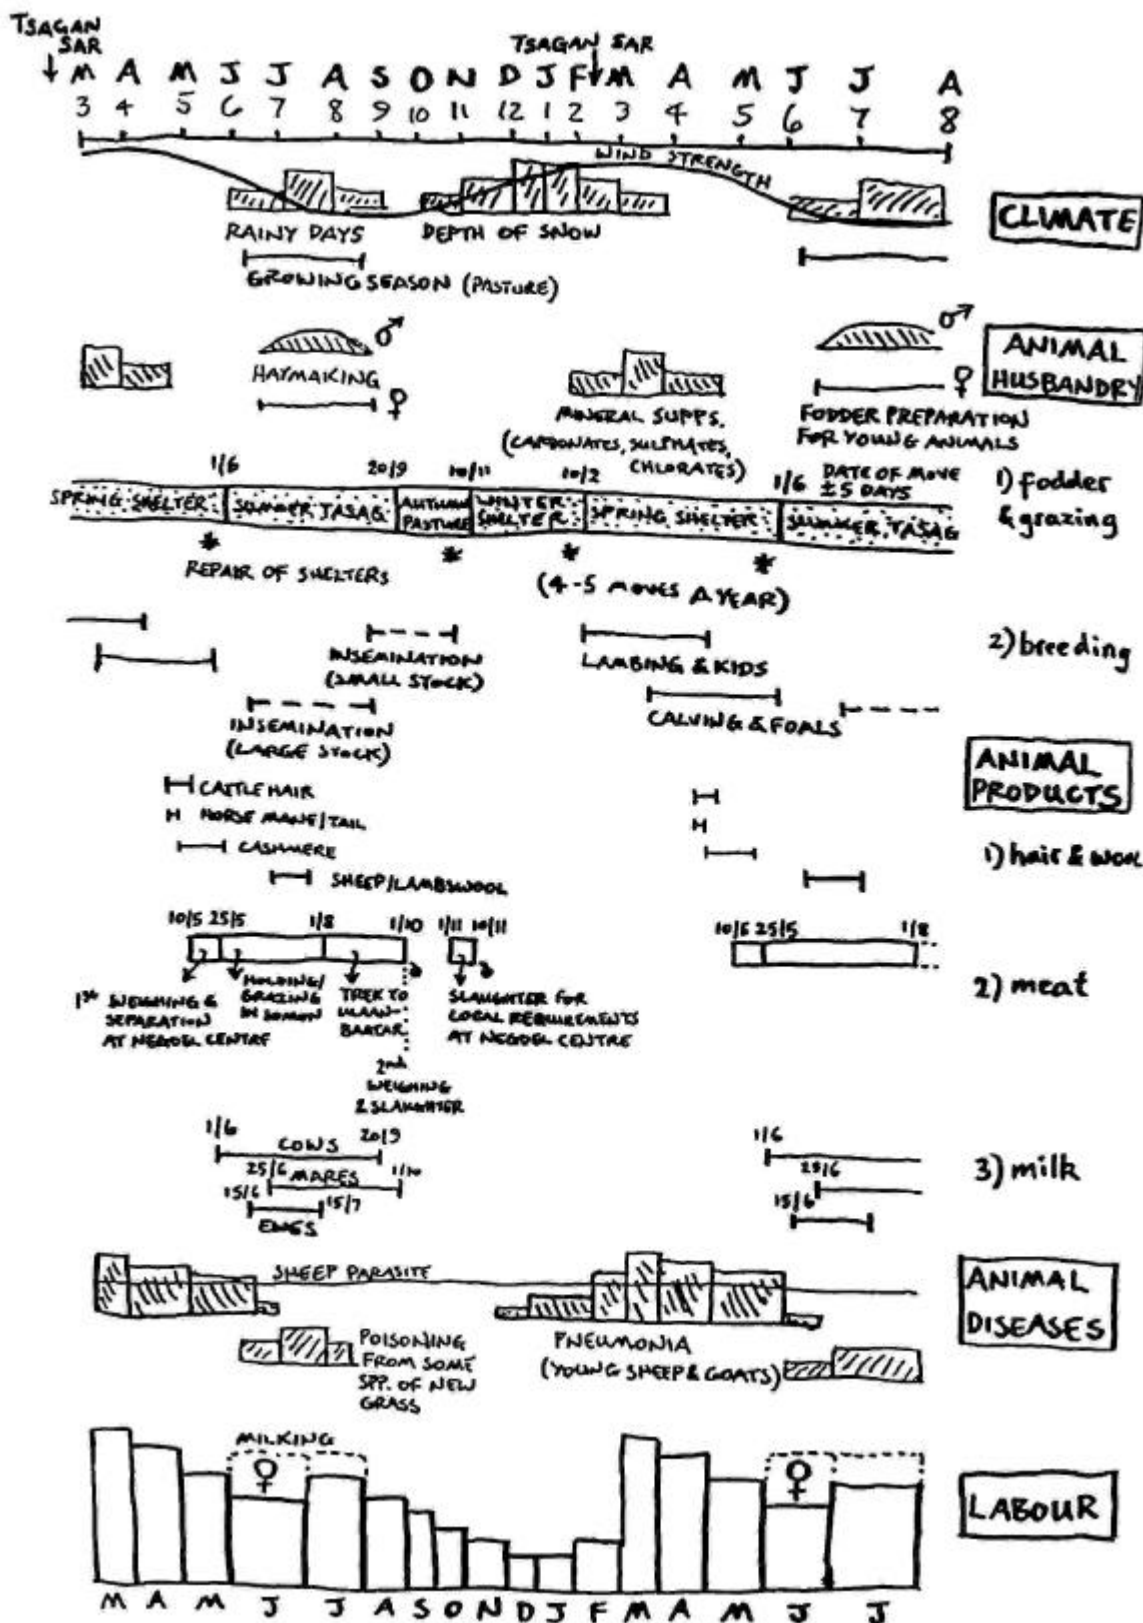 TSAGAN SAR
TSAGAN SAR
M A M J J A S O N D J F M A M J J A
3 4 5 6 7 8 9 10 11 12 1 2 3 4 5 6 7 8
WIND STRENGTH
CLIMATE
RAINY DAYS
DEPTH OF SNOW
GROWING SEASON (PASTURE)
♂
♂
ANIMAL HUSBANDRY
HAYMAKING
♀
♀
MINERAL SUPPS.
(CARBONATES, SULPHATES, CHLORATES)
FODDER PREPARATION
FOR YOUNG ANIMALS
1/6 20/9 10/11 10/2 1/6
DATE OF MOVE
±5 DAYS
1) fodder
& grazing
SPRING SHELTER SUMMER TASAG AUTUMN PASTURE WINTER SHELTER SPRING SHELTER SUMMER TASAG
* * * *
REPAIR OF SHELTERS
(4-5 MOVES A YEAR)
2) breeding
INSEMINATION
(SMALL STOCK)
LAMBING & KIDS
INSEMINATION
(LARGE STOCK)
CALVING & FOALS
ANIMAL
PRODUCTS
CATTLE HAIR
HORSE MANE/TAIL
CASHMERE
1) hair & wool
SHEEP/LAMBSWOOL
10/5 25/5 1/8 1/10 1/11 10/11 10/5 25/5 1/8
2) meat
1st WEIGHING &
SEPARATION
AT NEGDEL CENTRE
HOLDING/
GRAZING
IN SOMON
TREK TO
ULAAN-
BAATAR
SLAUGHTER FOR
LOCAL REQUIREMENTS
AT NEGDEL CENTRE
2nd
WEIGHING
& SLAUGHTER
1/6 COWS 20/9
25/6 MARES 1/10
15/6 15/7
EWES
1/6
25/6
15/6
3) milk
SHEEP PARASITE
ANIMAL
DISEASES
POISONING
FROM SOME
SPP. OF NEW
GRASS
PNEUMONIA
(YOUNG SHEEP & GOATS)
MILKING
♀
♀
LABOUR
M A M J J A S O N D J F M A M J J